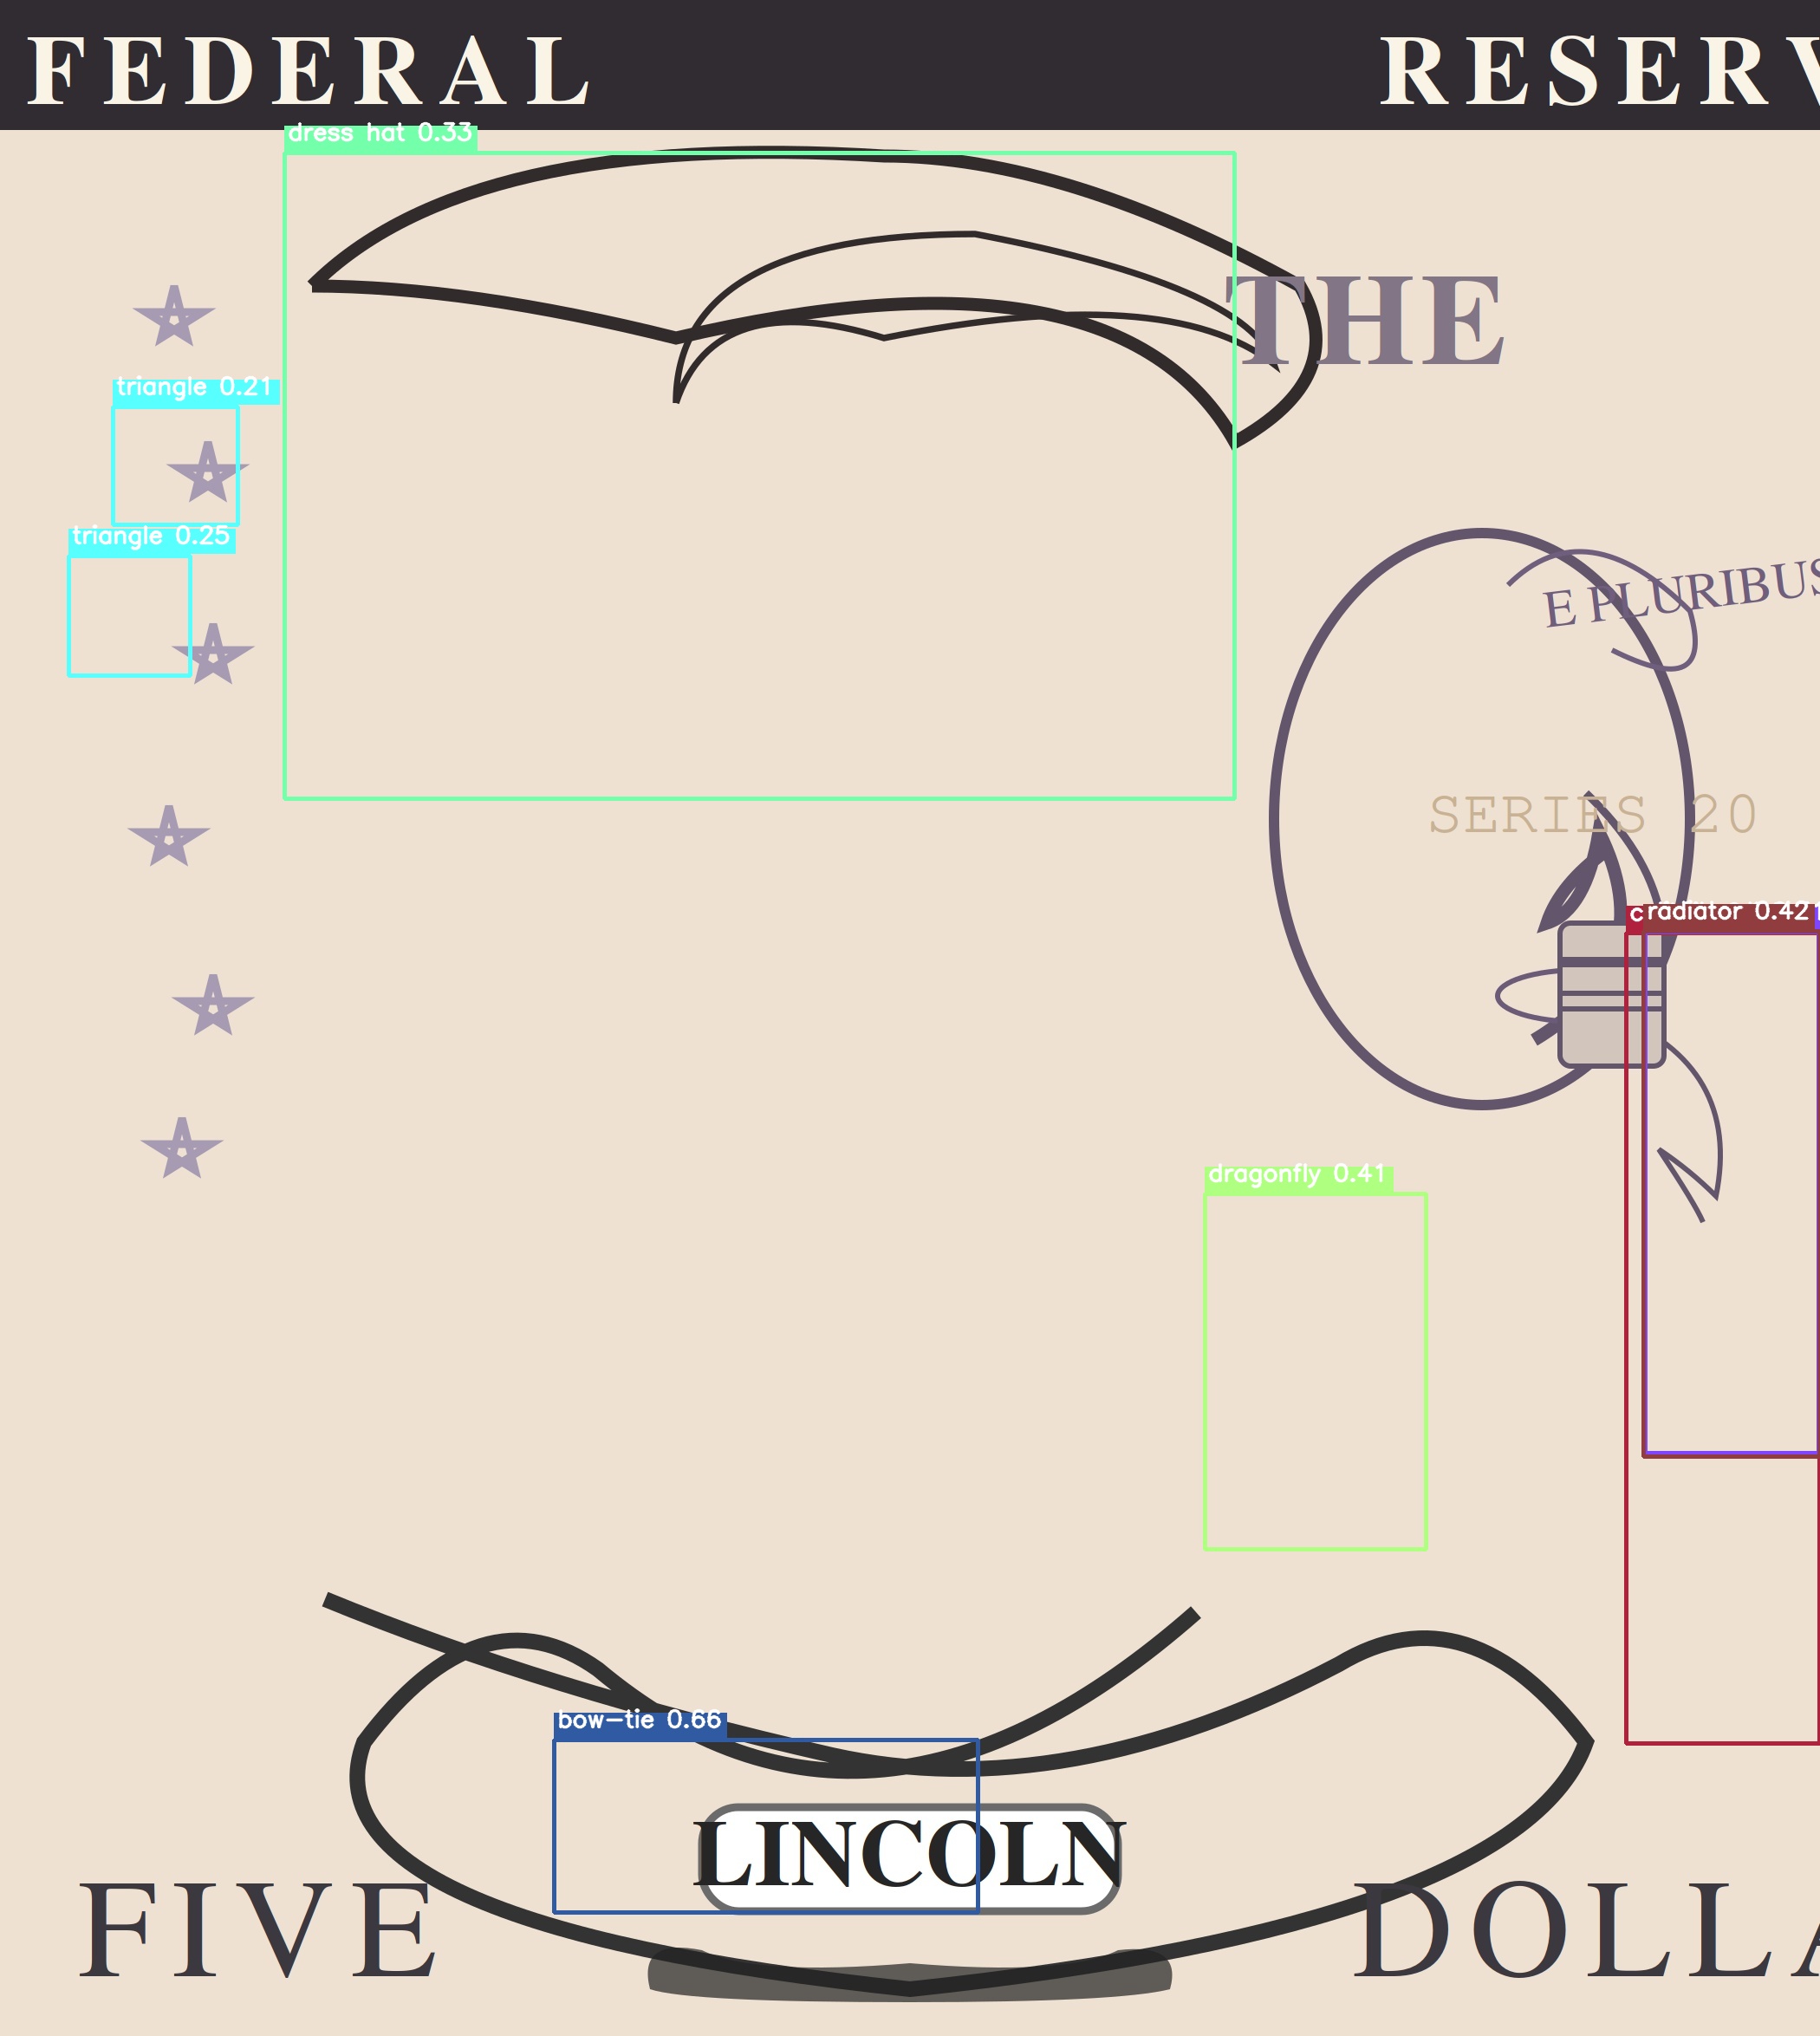 FEDERAL RESERV
dress hat 0.33
THE
triangle 0.21
triangle 0.25
E PLURIBUS
SERIES 20
c radiator 0.42
dragonfly 0.41
bow-tie 0.66
LINCOLN
FIVE DOLLA